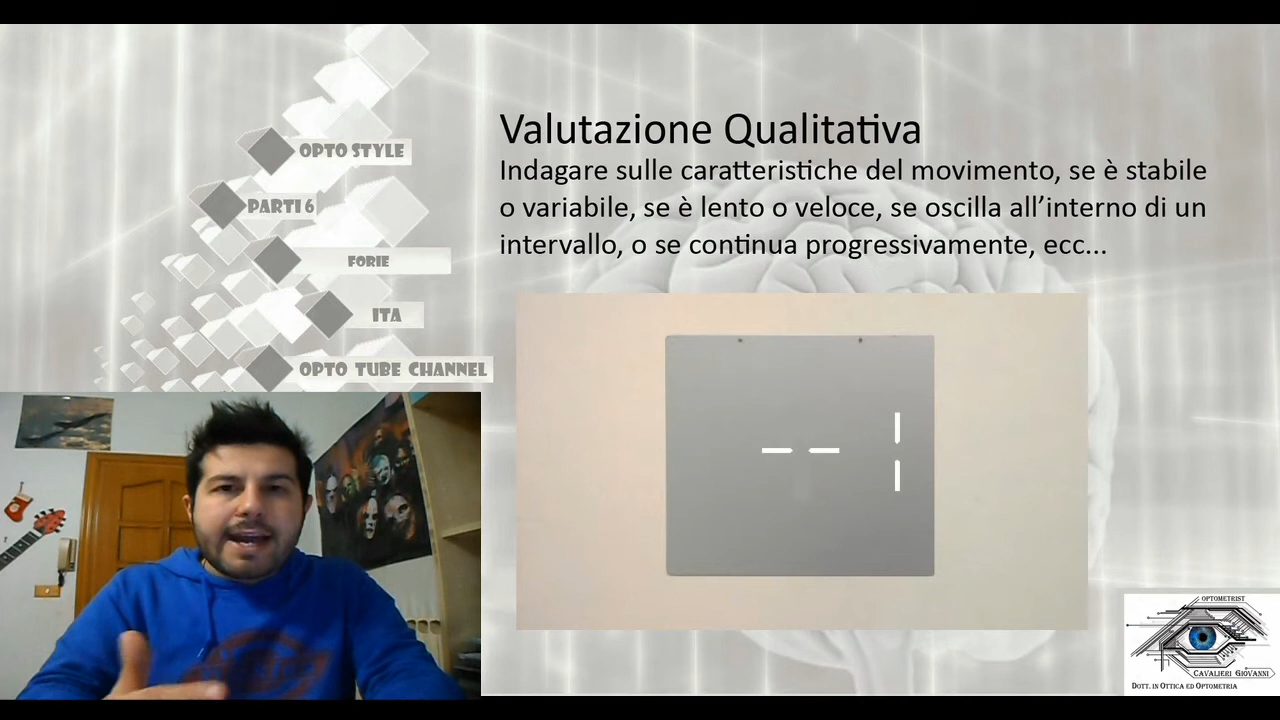 Valutazione Qualitativa
Indagare sulle caratteristiche del movimento, se è stabile
o variabile, se è lento o veloce, se oscilla all’interno di un
intervallo, o se continua progressivamente, ecc...
OPTO STYLE
PARTI 6
FORIE
ITA
OPTO TUBE CHANNEL
OPTOMETRIST
CAVALIERI GIOVANNI
DOTT. IN OTTICA ED OPTOMETRIA